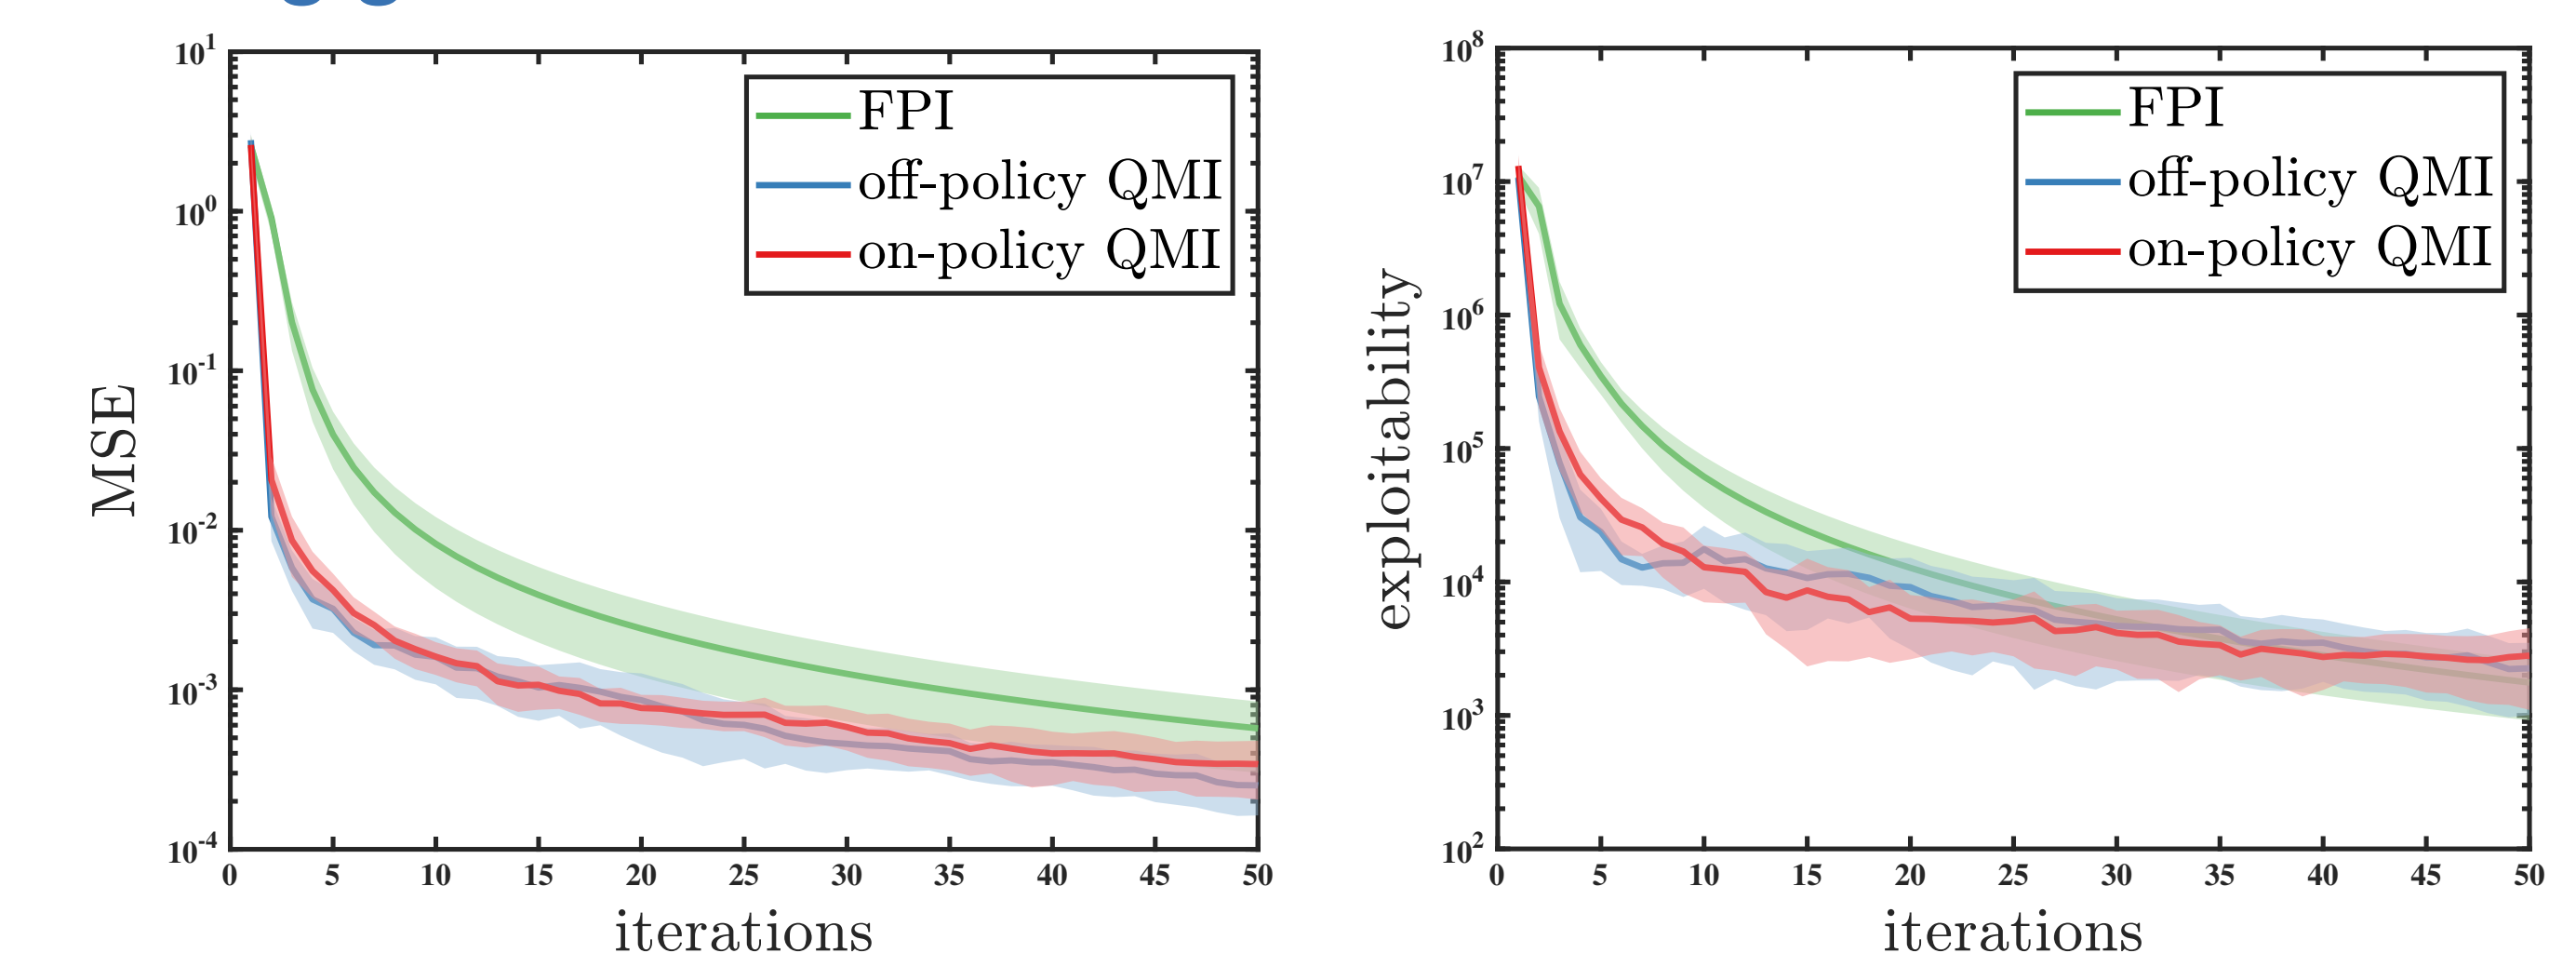 MSE
10^1
10^0
10^-1
10^-2
10^-3
10^-4
0 5 10 15 20 25 30 35 40 45 50
iterations
FPI
off-policy QMI
on-policy QMI
exploitability
10^8
10^7
10^6
10^5
10^4
10^3
10^2
0 5 10 15 20 25 30 35 40 45 50
iterations
FPI
off-policy QMI
on-policy QMI